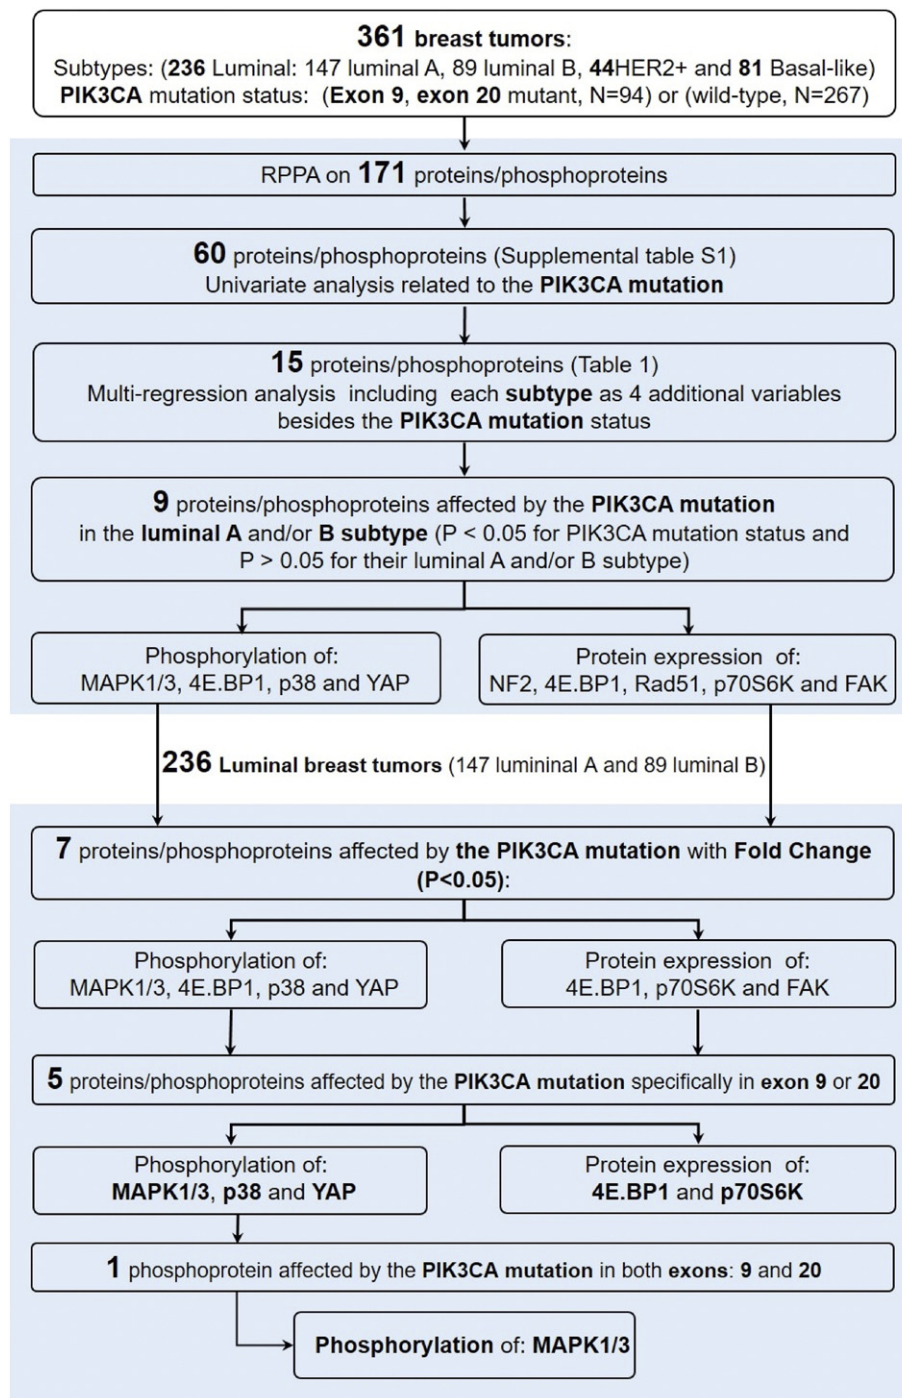 361 breast tumors:
Subtypes: (236 Luminal: 147 luminal A, 89 luminal B, 44HER2+ and 81 Basal-like)
PIK3CA mutation status: (Exon 9, exon 20 mutant, N=94) or (wild-type, N=267)
RPPA on 171 proteins/phosphoproteins
60 proteins/phosphoproteins (Supplemental table S1)
Univariate analysis related to the PIK3CA mutation
15 proteins/phosphoproteins (Table 1)
Multi-regression analysis including each subtype as 4 additional variables
besides the PIK3CA mutation status
9 proteins/phosphoproteins affected by the PIK3CA mutation
in the luminal A and/or B subtype (P < 0.05 for PIK3CA mutation status and
P > 0.05 for their luminal A and/or B subtype)
Phosphorylation of:
MAPK1/3, 4E.BP1, p38 and YAP
Protein expression of:
NF2, 4E.BP1, Rad51, p70S6K and FAK
236 Luminal breast tumors (147 lumininal A and 89 luminal B)
7 proteins/phosphoproteins affected by the PIK3CA mutation with Fold Change
(P<0.05):
Phosphorylation of:
MAPK1/3, 4E.BP1, p38 and YAP
Protein expression of:
4E.BP1, p70S6K and FAK
5 proteins/phosphoproteins affected by the PIK3CA mutation specifically in exon 9 or 20
Phosphorylation of:
MAPK1/3, p38 and YAP
Protein expression of:
4E.BP1 and p70S6K
1 phosphoprotein affected by the PIK3CA mutation in both exons: 9 and 20
Phosphorylation of: MAPK1/3